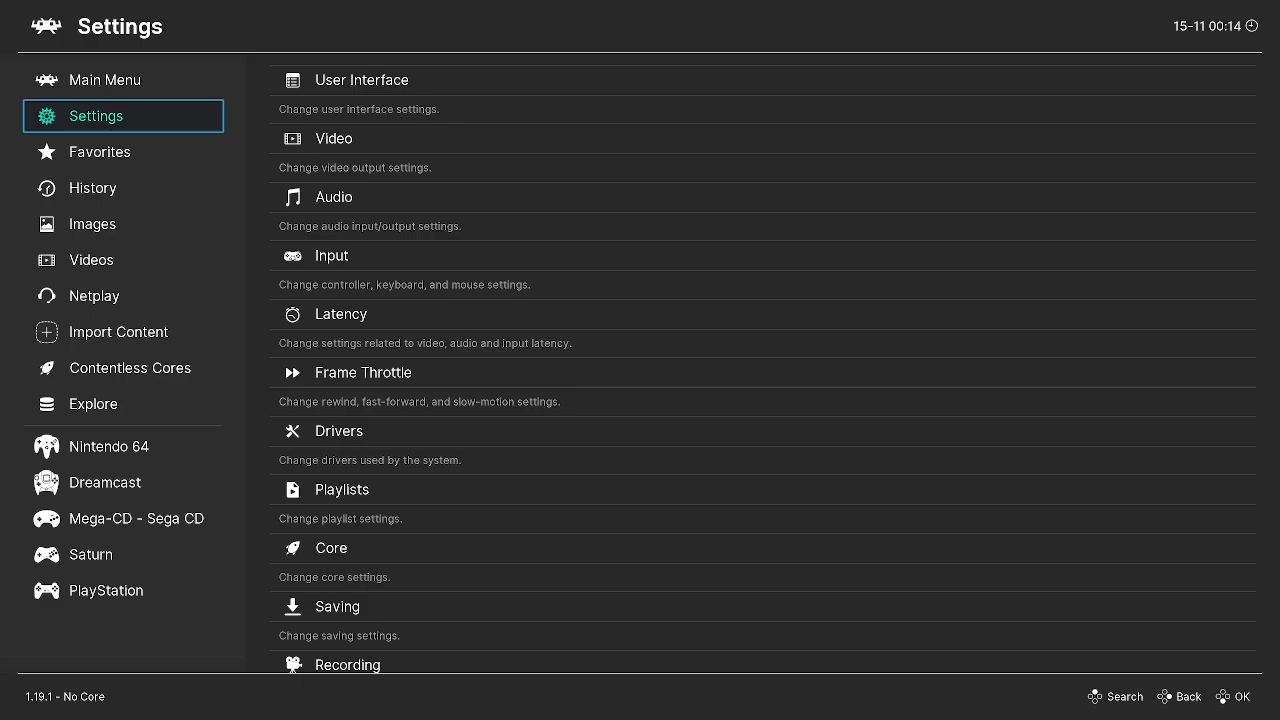 Settings
15-11 00:14
Main Menu
Settings
Favorites
History
Images
Videos
Netplay
Import Content
Contentless Cores
Explore
Nintendo 64
Dreamcast
Mega-CD - Sega CD
Saturn
PlayStation
User Interface
Change user interface settings.
Video
Change video output settings.
Audio
Change audio input/output settings.
Input
Change controller, keyboard, and mouse settings.
Latency
Change settings related to video, audio and input latency.
Frame Throttle
Change rewind, fast-forward, and slow-motion settings.
Drivers
Change drivers used by the system.
Playlists
Change playlist settings.
Core
Change core settings.
Saving
Change saving settings.
Recording
1.19.1 - No Core
Search Back OK